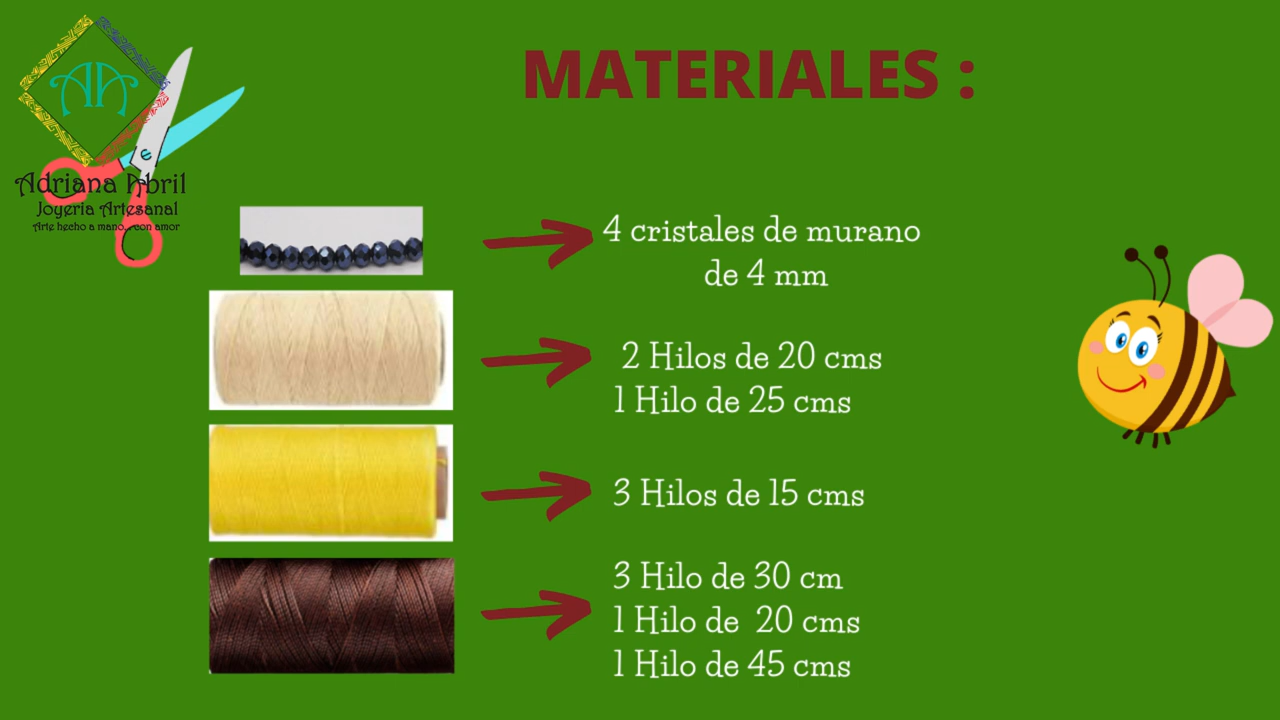 MATERIALES :
Adriana Abril
Joyería Artesanal
Arte hecho a mano... con amor
4 cristales de murano
de 4 mm
2 Hilos de 20 cms
1 Hilo de 25 cms
3 Hilos de 15 cms
3 Hilo de 30 cm
1 Hilo de 20 cms
1 Hilo de 45 cms